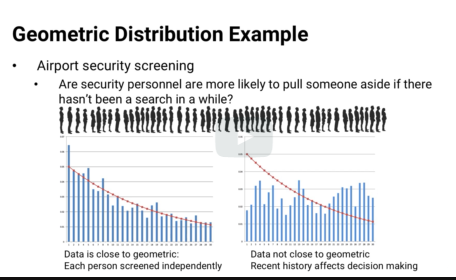 Geometric Distribution Example
• Airport security screening
• Are security personnel are more likely to pull someone aside if there
hasn't been a search in a while?
Data is close to geometric:
Each person screened independently
Data not close to geometric
Recent history affects decision making